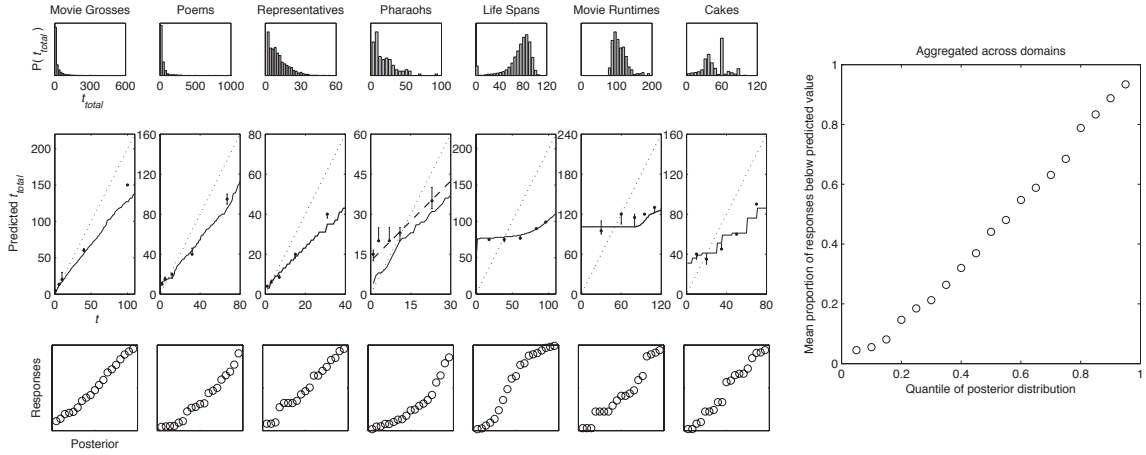 Movie Grosses Poems Representatives Pharaohs Life Spans Movie Runtimes Cakes
P( t_total )
0 300 600 0 500 1000 0 30 60 0 50 100 0 40 80 120 0 100 200 0 60 120
t_total
Predicted t_total
200
150
100
50
0
0 50 100
160
120
80
40
0
0 40 80
80
60
40
20
0
0 20 40
60
45
30
15
0
0 15 30
200
150
100
50
0
0 50 100
240
180
120
60
0
0 60 120
160
120
80
40
0
0 40 80
t
Responses
Posterior
Aggregated across domains
Mean proportion of responses below predicted value
1
0.8
0.6
0.4
0.2
0
0 0.2 0.4 0.6 0.8 1
Quantile of posterior distribution